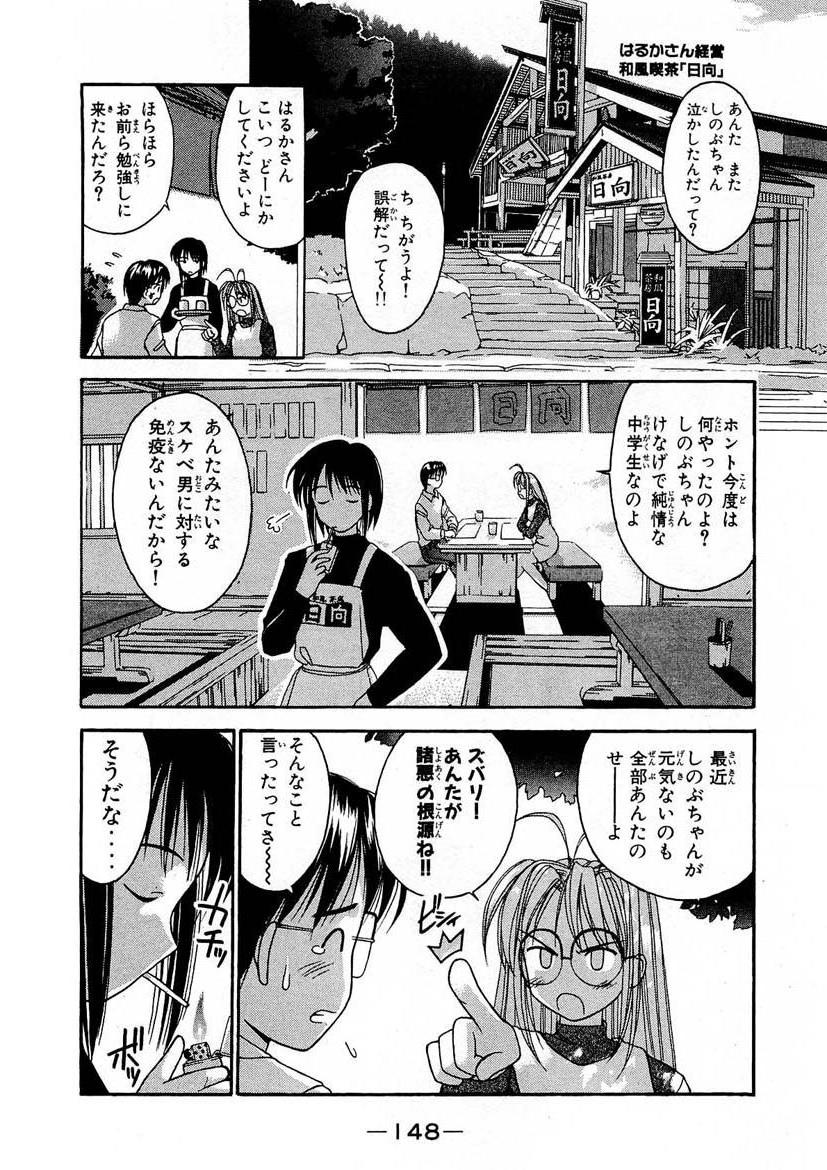 はるかさん経営
和風喫茶「日向」
あんた また
しのぶちゃん
泣かしたんだって?
ち ちがうよ!
誤解だって〜!!
和風
茶房
日向
日向
日向
和風
茶房
日向
はるかさん
こいつ どーにか
してくださいよ
ほらほら
お前ら勉強しに
来たんだろ?
ホント今度は
何やったのよ?
しのぶちゃん
けなげで純情な
中学生なのよ
日向
あんたみたいな
スケベ男に対する
免疫ないんだから!
日向
最近
しのぶちゃんが
元気ないのも
全部あんたの
せーーよ
ズバリー
あんたが
諸悪の根源ね!!
ビシィ
そんなこと
言ったってさ〜〜
そうだな‥‥
カチッ
ボッ
—148—